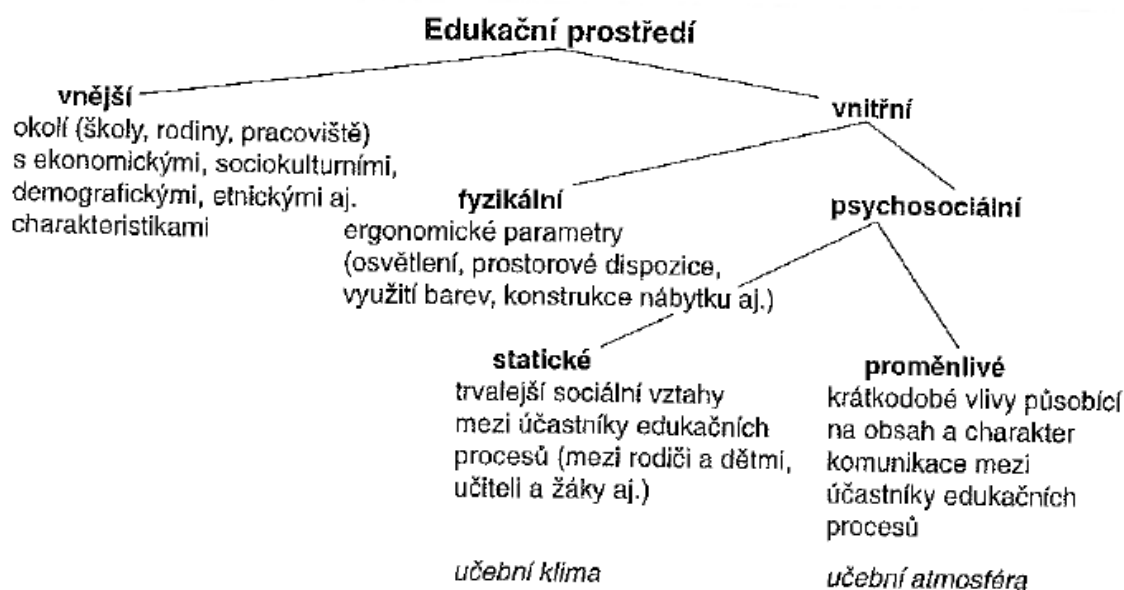 Edukační prostředí
vnější
okolí (školy, rodiny, pracoviště)
s ekonomickými, sociokulturními,
demografickými, etnickými aj.
charakteristikami
vnitřní
fyzikální
ergonomické parametry
(osvětlení, prostorové dispozice,
využití barev, konstrukce nábytku aj.)
psychosociální
statické
trvalejší sociální vztahy
mezi účastníky edukačních
procesů (mezi rodiči a dětmi,
učiteli a žáky aj.)
učební klima
proměnlivé
krátkodobé vlivy působící
na obsah a charakter
komunikace mezi
účastníky edukačních
procesů
učební atmosféra